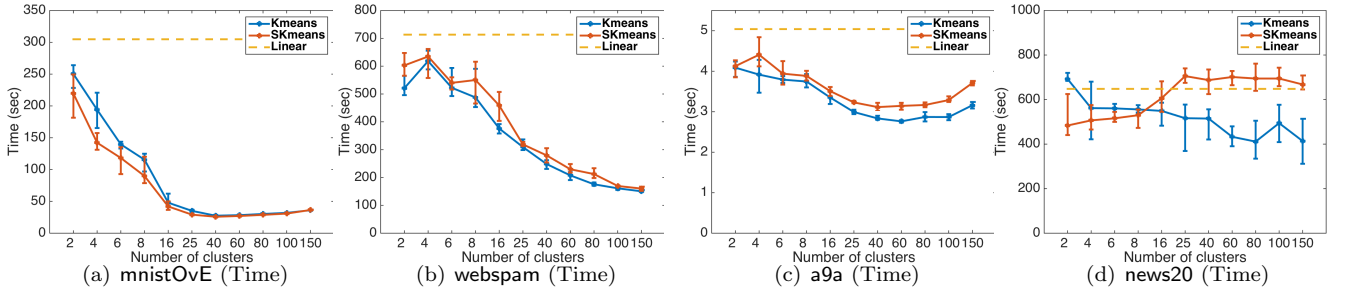 350
300
250
200
150
100
50
0
Time (sec)
2 4 6 8 16 25 40 60 80 100 150
Number of clusters
Kmeans
SKmeans
Linear
(a) mnistOvE (Time)
800
700
600
500
400
300
200
100
0
Time (sec)
2 4 6 8 16 25 40 60 80 100 150
Number of clusters
Kmeans
SKmeans
Linear
(b) webspam (Time)
5
4
3
2
1
0
Time (sec)
2 4 6 8 16 25 40 60 80 100 150
Number of clusters
Kmeans
SKmeans
Linear
(c) a9a (Time)
1000
800
600
400
200
0
Time (sec)
2 4 6 8 16 25 40 60 80 100 150
Number of clusters
Kmeans
SKmeans
Linear
(d) news20 (Time)